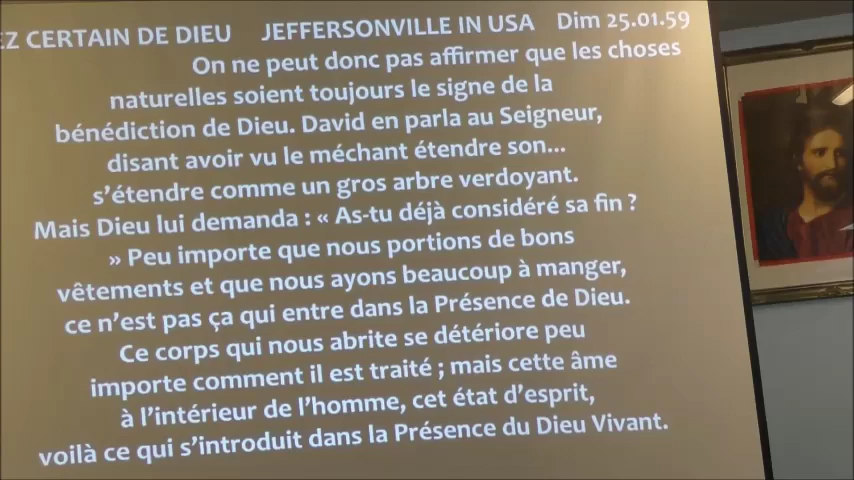 EZ CERTAIN DE DIEU JEFFERSONVILLE IN USA Dim 25.01.59
On ne peut donc pas affirmer que les choses
naturelles soient toujours le signe de la
bénédiction de Dieu. David en parla au Seigneur,
disant avoir vu le méchant étendre son...
s'étendre comme un gros arbre verdoyant.
Mais Dieu lui demanda : « As-tu déjà considéré sa fin ?
» Peu importe que nous portions de bons
vêtements et que nous ayons beaucoup à manger,
ce n'est pas ça qui entre dans la Présence de Dieu.
Ce corps qui nous abrite se détériore peu
importe comment il est traité ; mais cette âme
à l'intérieur de l'homme, cet état d'esprit,
voilà ce qui s'introduit dans la Présence du Dieu Vivant.